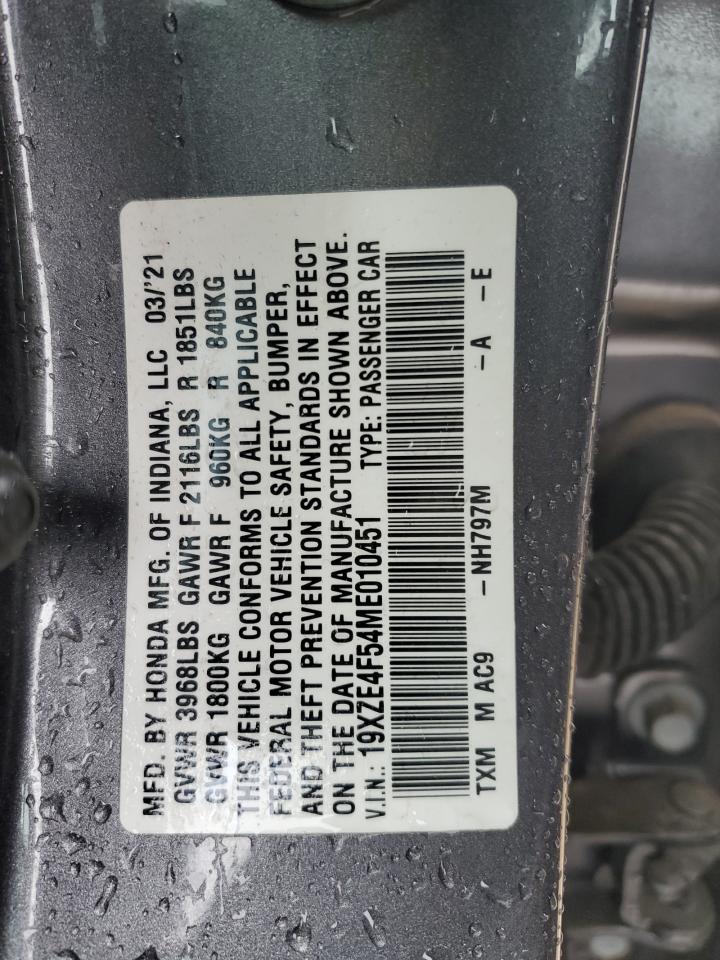 MFD. BY HONDA MFG. OF INDIANA, LLC 03/'21
GVWR 3968LBS GAWR F 2116LBS R 1851LBS
GVWR 1800KG GAWR F 960KG R 840KG
THIS VEHICLE CONFORMS TO ALL APPLICABLE
FEDERAL MOTOR VEHICLE SAFETY, BUMPER,
AND THEFT PREVENTION STANDARDS IN EFFECT
ON THE DATE OF MANUFACTURE SHOWN ABOVE.
V.I.N.: 19XZE4F54ME010451 TYPE: PASSENGER CAR
TXM M AC9 – NH797M –A –E